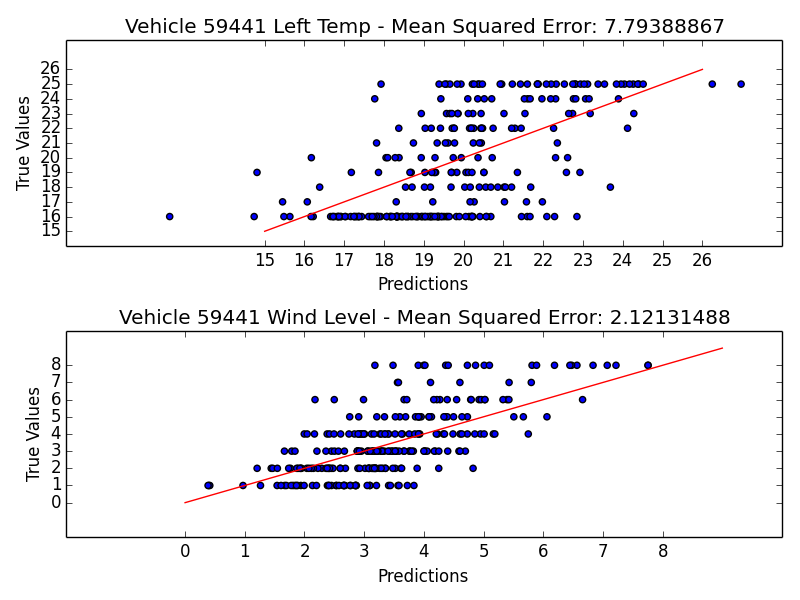 Vehicle 59441 Left Temp - Mean Squared Error: 7.79388867
True Values
26
25
24
23
22
21
20
19
18
17
16
15
15 16 17 18 19 20 21 22 23 24 25 26
Predictions
Vehicle 59441 Wind Level - Mean Squared Error: 2.12131488
True Values
8
7
6
5
4
3
2
1
0
0 1 2 3 4 5 6 7 8
Predictions